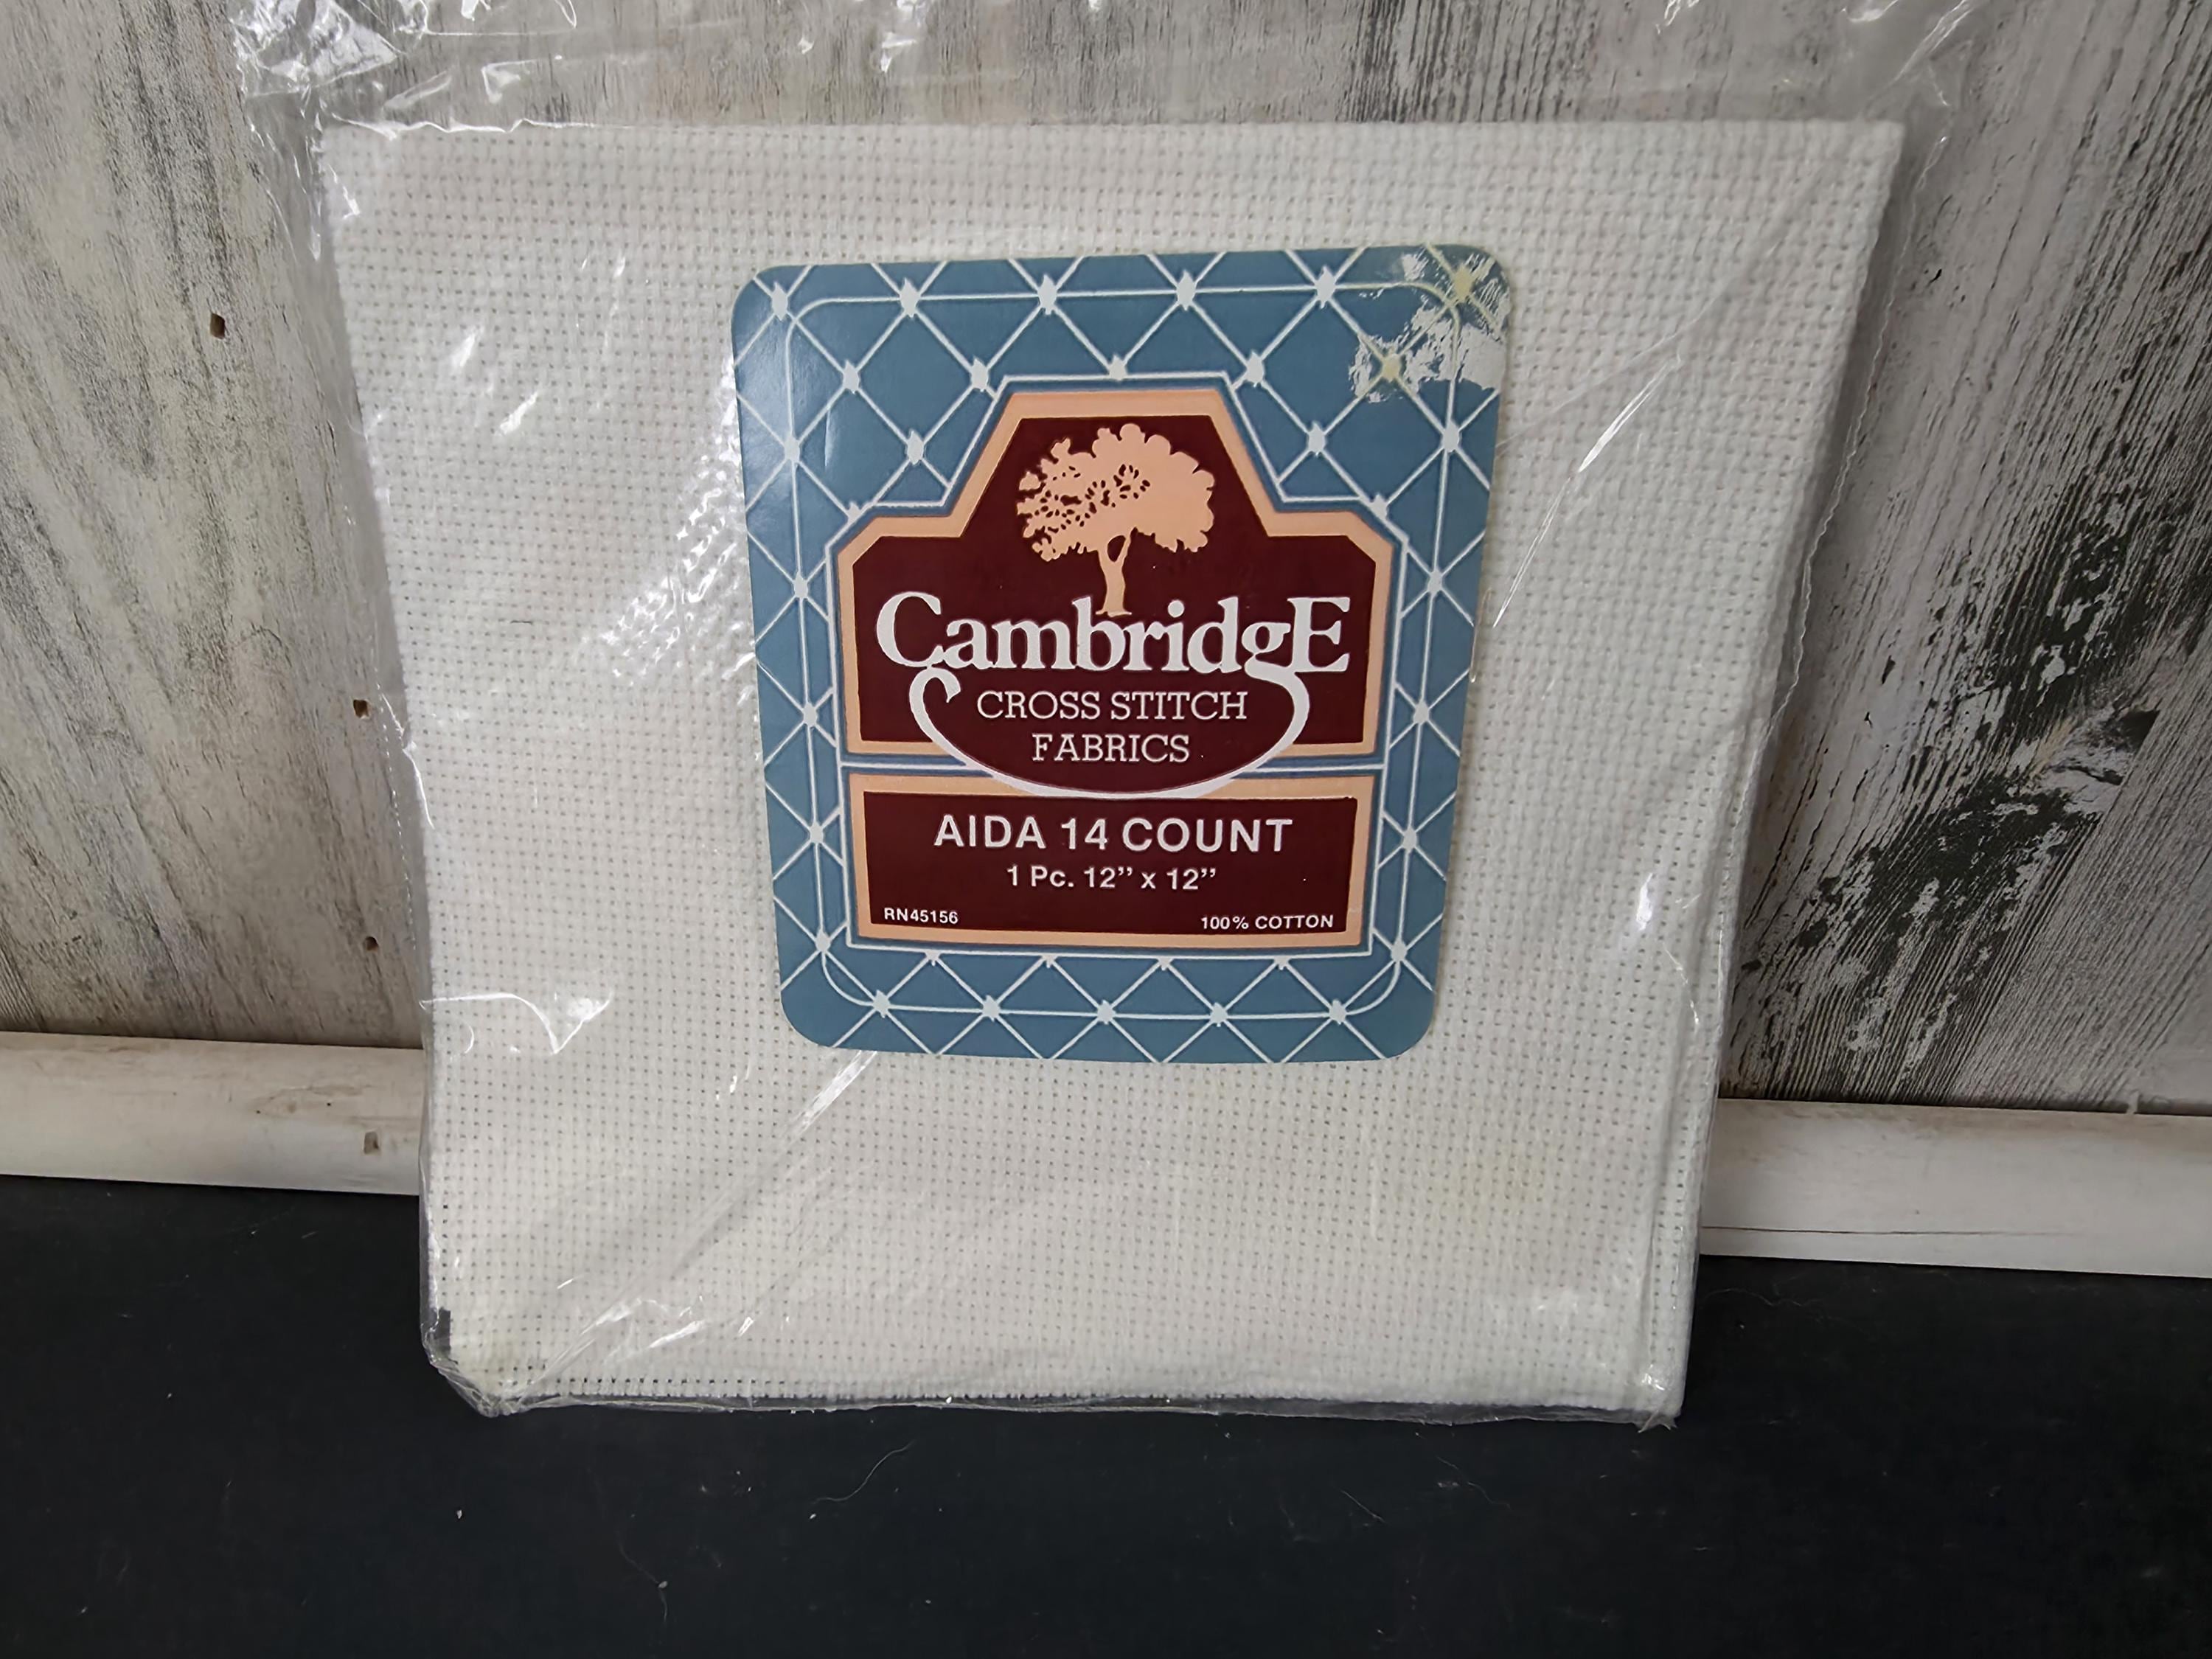 CambridgE
CROSS STITCH
FABRICS
AIDA 14 COUNT
1 Pc. 12” x 12”
RN45156
100% COTTON